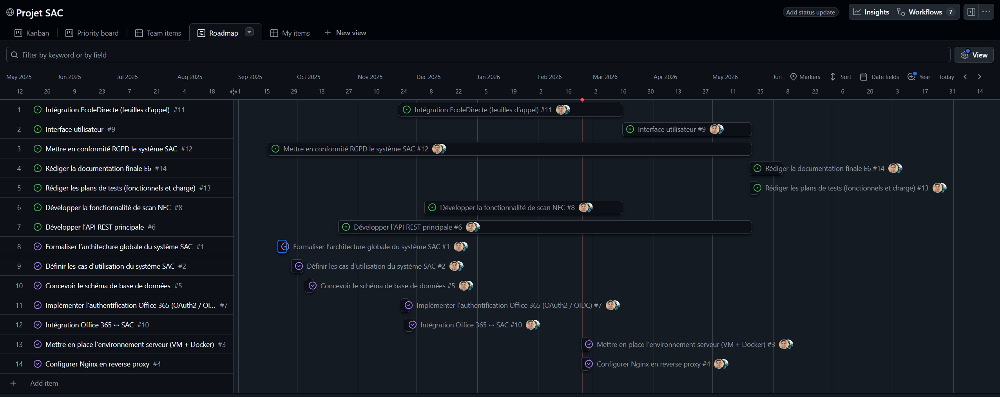 Projet SAC
Add status update
Insights
Workflows 7
Kanban
Priority board
Team items
Roadmap
My items
New view
Filter by keyword or by field
View
May 2025 Jun 2025 Jul 2025 Aug 2025 Sep 2025 Oct 2025 Nov 2025 Dec 2025 Jan 2026 Feb 2026 Mar 2026 Apr 2026 May 2026 Jun
Markers Sort Date fields Year Today
12 26 9 23 7 21 4 18 1 15 29 13 27 10 24 8 22 5 19 2 16 2 16 30 13 27 11 25 8 22 6 20 3 17 31 14
1 Intégration EcoleDirecte (feuilles d’appel) #11
Intégration EcoleDirecte (feuilles d’appel) #11
2 Interface utilisateur #9
Interface utilisateur #9
3 Mettre en conformité RGPD le système SAC #12
Mettre en conformité RGPD le système SAC #12
4 Rédiger la documentation finale E6 #14
Rédiger la documentation finale E6 #14
5 Rédiger les plans de tests (fonctionnels et charge) #13
Rédiger les plans de tests (fonctionnels et charge) #13
6 Développer la fonctionnalité de scan NFC #8
Développer la fonctionnalité de scan NFC #8
7 Développer l’API REST principale #6
Développer l’API REST principale #6
8 Formaliser l’architecture globale du système SAC #1
Formaliser l’architecture globale du système SAC #1
9 Définir les cas d’utilisation du système SAC #2
Définir les cas d’utilisation du système SAC #2
10 Concevoir le schéma de base de données #5
Concevoir le schéma de base de données #5
11 Implémenter l’authentification Office 365 (OAuth2 / OI... #7
Implémenter l’authentification Office 365 (OAuth2 / OIDC) #7
12 Intégration Office 365 ↔ SAC #10
Intégration Office 365 ↔ SAC #10
13 Mettre en place l’environnement serveur (VM + Docker) #3
Mettre en place l’environnement serveur (VM + Docker) #3
14 Configurer Nginx en reverse proxy #4
Configurer Nginx en reverse proxy #4
Add item